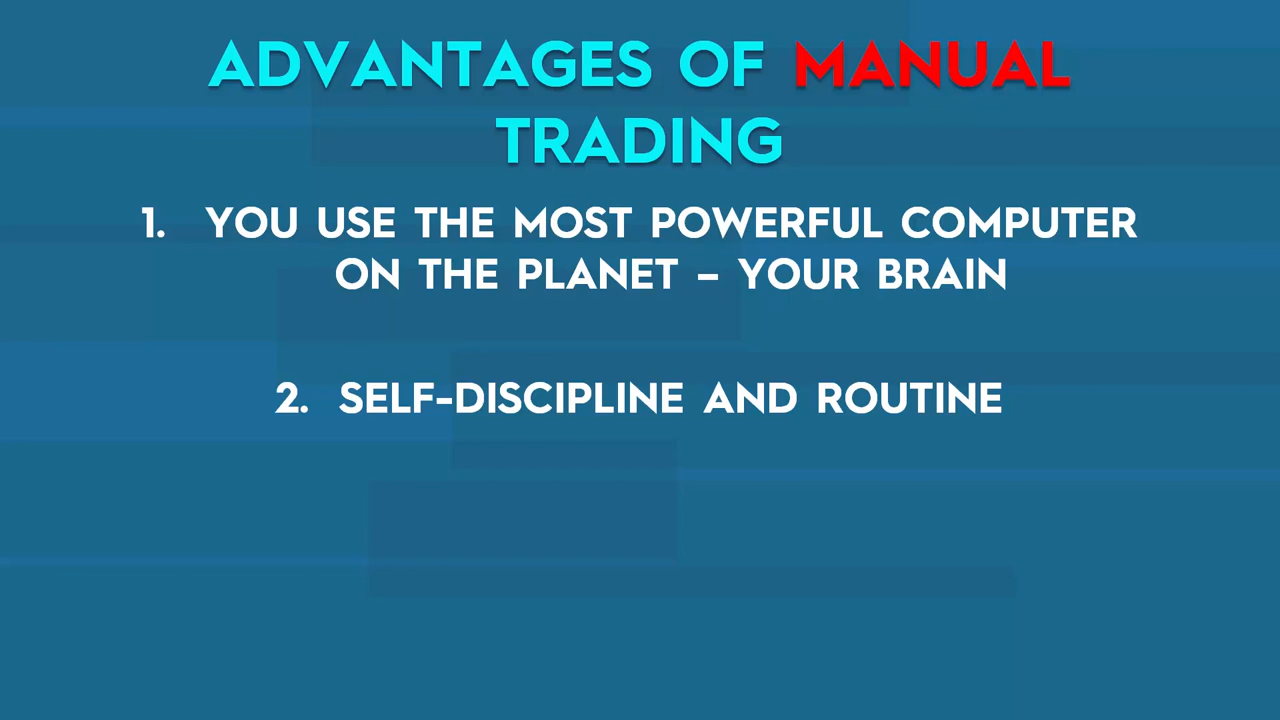 ADVANTAGES OF MANUAL
TRADING
1. YOU USE THE MOST POWERFUL COMPUTER
ON THE PLANET – YOUR BRAIN
2. SELF-DISCIPLINE AND ROUTINE